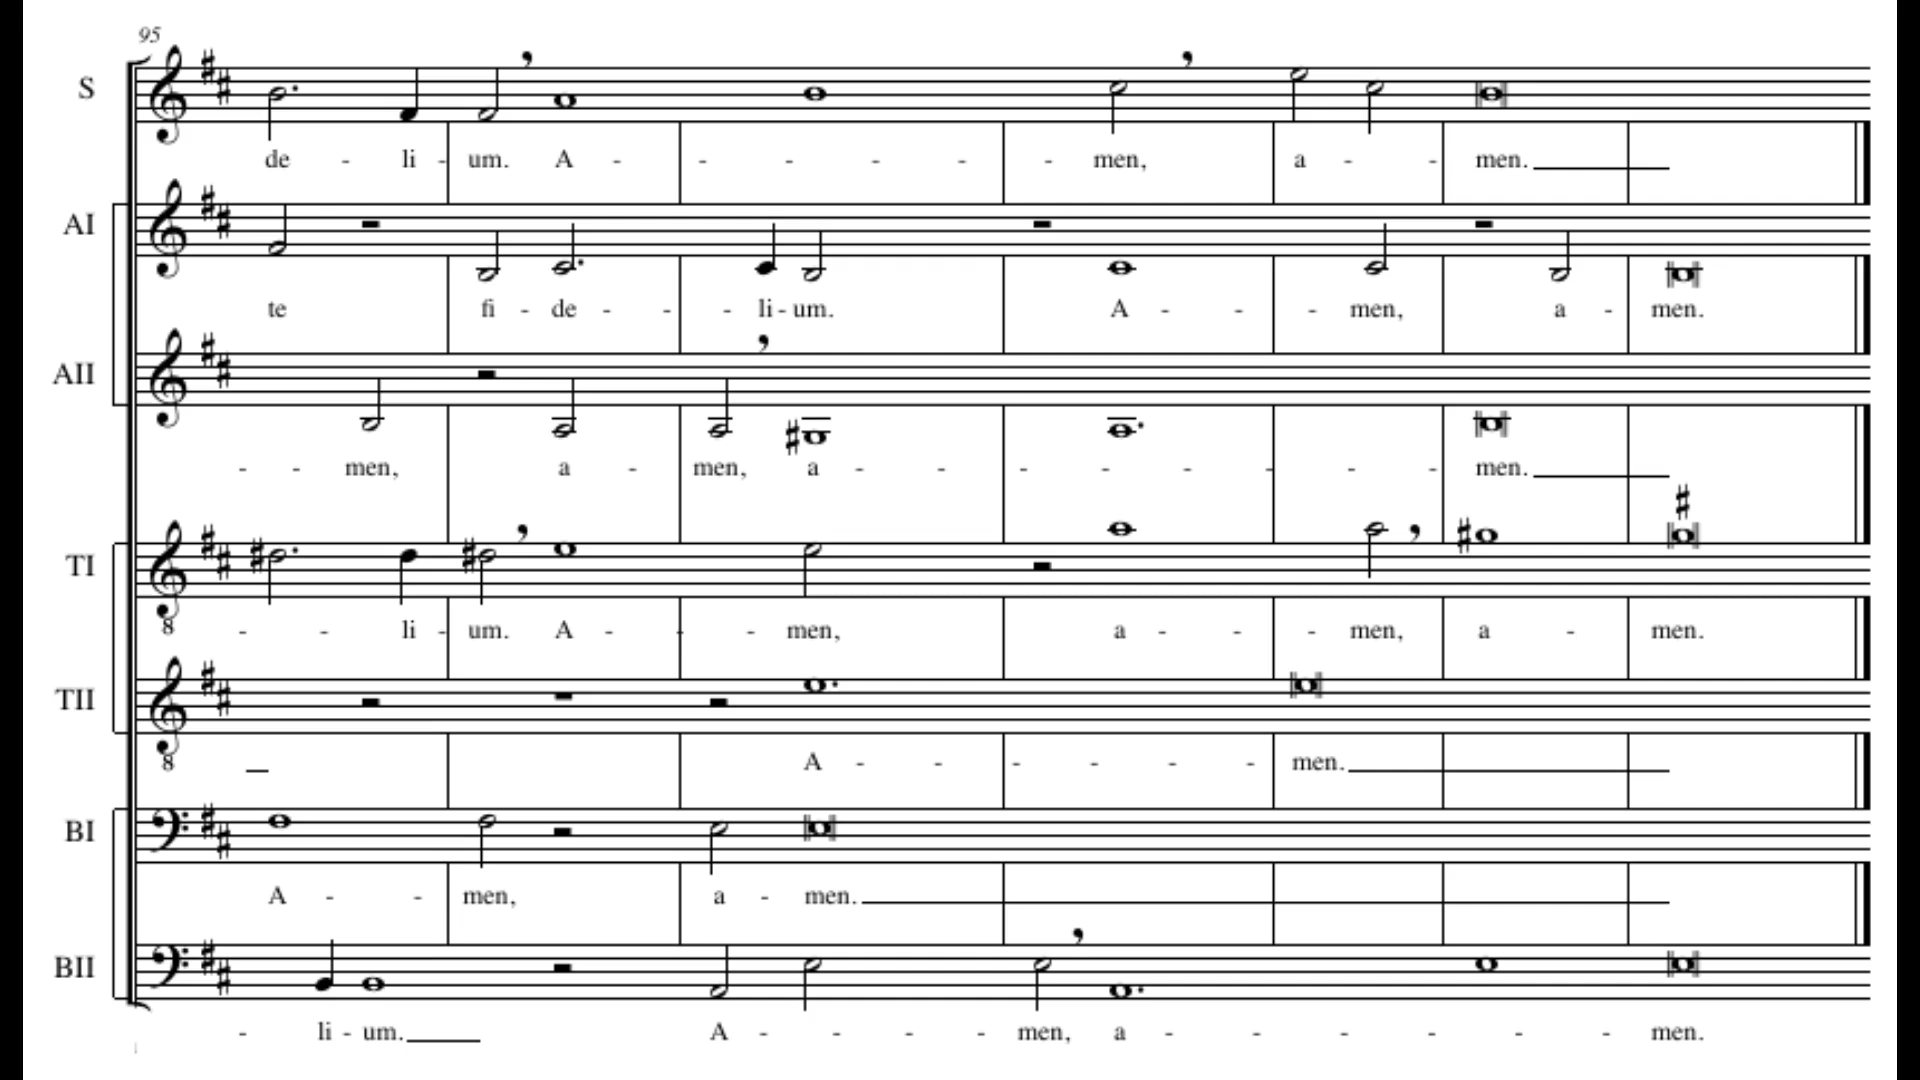 95
S
de - li - um. A - - - - - - men, a - - men.
AI
te fi - de - - - li - um. A - - - men, a - men.
AII
- - men, a - men, a - - - - - - - - men.
TI
8
- - li - um. A - - - men, a - - - men, a - men.
TII
8
A - - - - - - men.
BI
A - - men, a - men.
BII
- li - um. A - - - - men, a - - - - - - men.